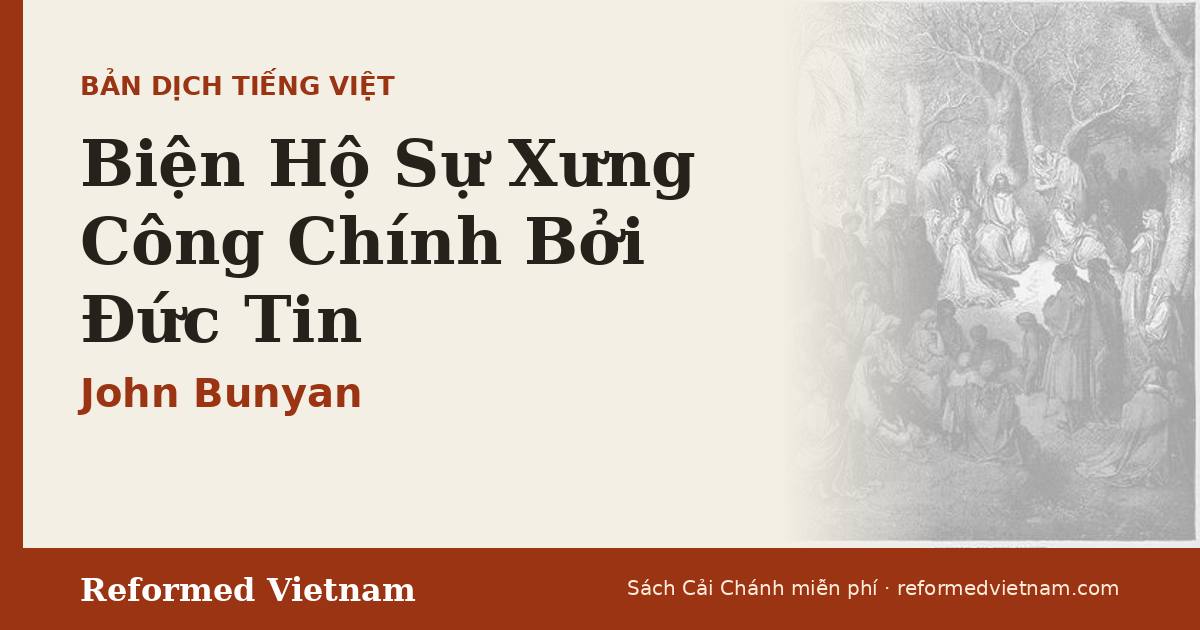 BẢN DỊCH TIẾNG VIỆT
Biện Hộ Sự Xưng
Công Chính Bởi
Đức Tin
John Bunyan
Reformed Vietnam
Sách Cải Chánh miễn phí · reformedvietnam.com